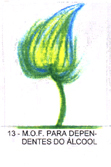 13 - M.O.F. PARA DEPEN-
DENTES DO ÁLCOOL